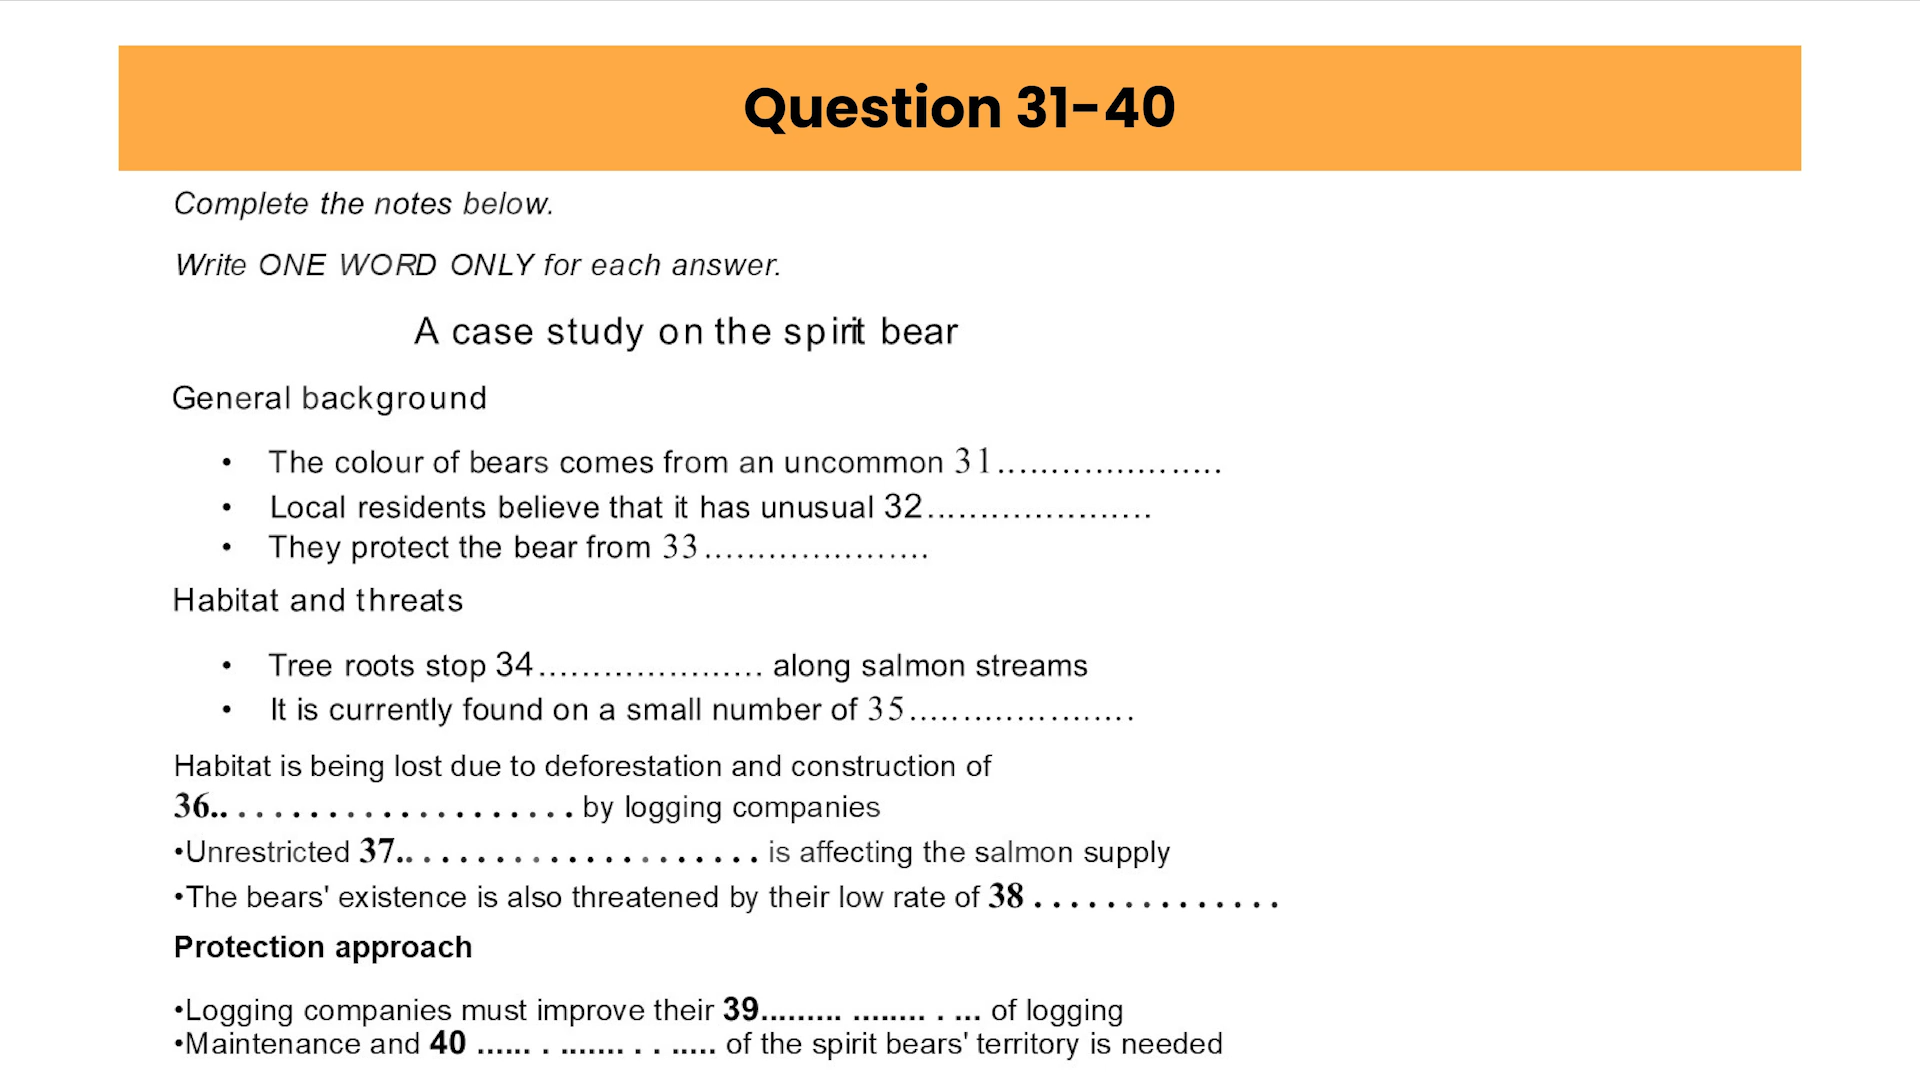 Question 31-40
Complete the notes below.
Write ONE WORD ONLY for each answer.
A case study on the spirit bear
General background
• The colour of bears comes from an uncommon 31.....................
• Local residents believe that it has unusual 32.....................
• They protect the bear from 33.....................
Habitat and threats
• Tree roots stop 34..................... along salmon streams
• It is currently found on a small number of 35.....................
Habitat is being lost due to deforestation and construction of
36.. . . . . . . . . . . . . . . . . . . . by logging companies
•Unrestricted 37.. . . . . . . . . . . . . . . . . . . . is affecting the salmon supply
•The bears' existence is also threatened by their low rate of 38 . . . . . . . . . . . . . .
Protection approach
•Logging companies must improve their 39......... ........ . ... of logging
•Maintenance and 40 ...... . ....... . . ..... of the spirit bears' territory is needed